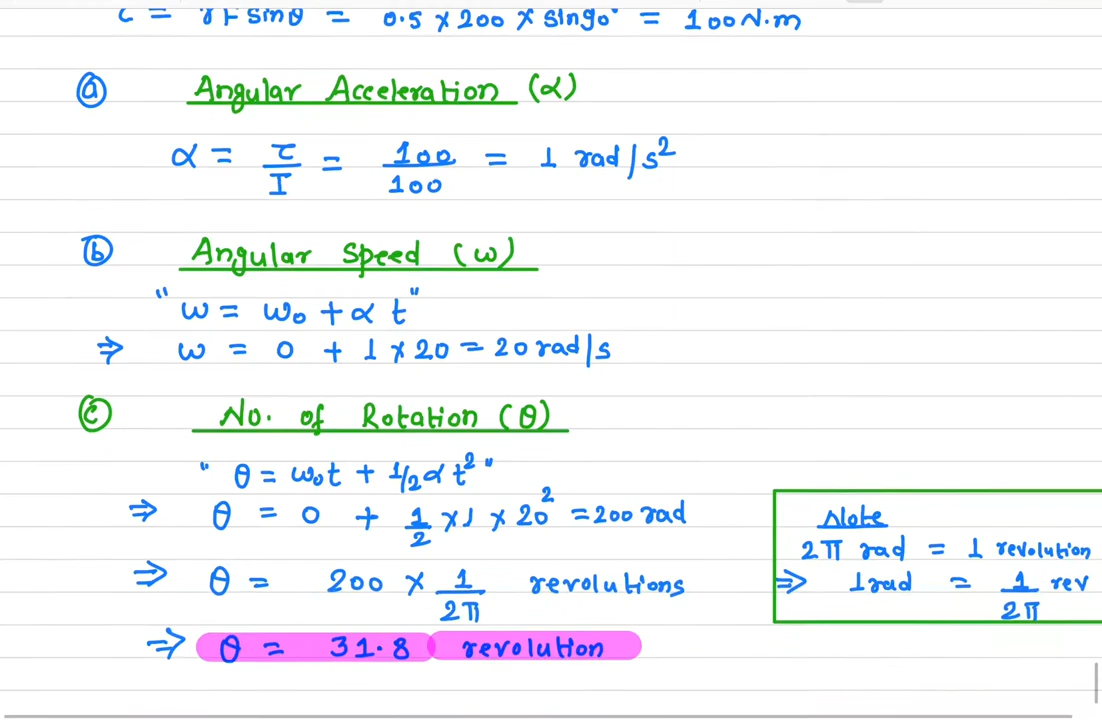 τ = rF sinθ = 0.5 × 200 × sin90° = 100 N.m
ⓐ Angular Acceleration (α)
α = τ/I = 100/100 = 1 rad/s²
ⓑ Angular Speed (ω)
"ω = ω₀ + α t"
⇒ ω = 0 + 1 × 20 = 20 rad/s
ⓒ No. of Rotation (θ)
"θ = ω₀t + 1/2 α t²"
⇒ θ = 0 + 1/2 × 1 × 20² = 200 rad
⇒ θ = 200 × 1/2π revolutions
⇒ θ = 31.8 revolution
Note
2π rad = 1 revolution
⇒ 1 rad = 1/2π rev